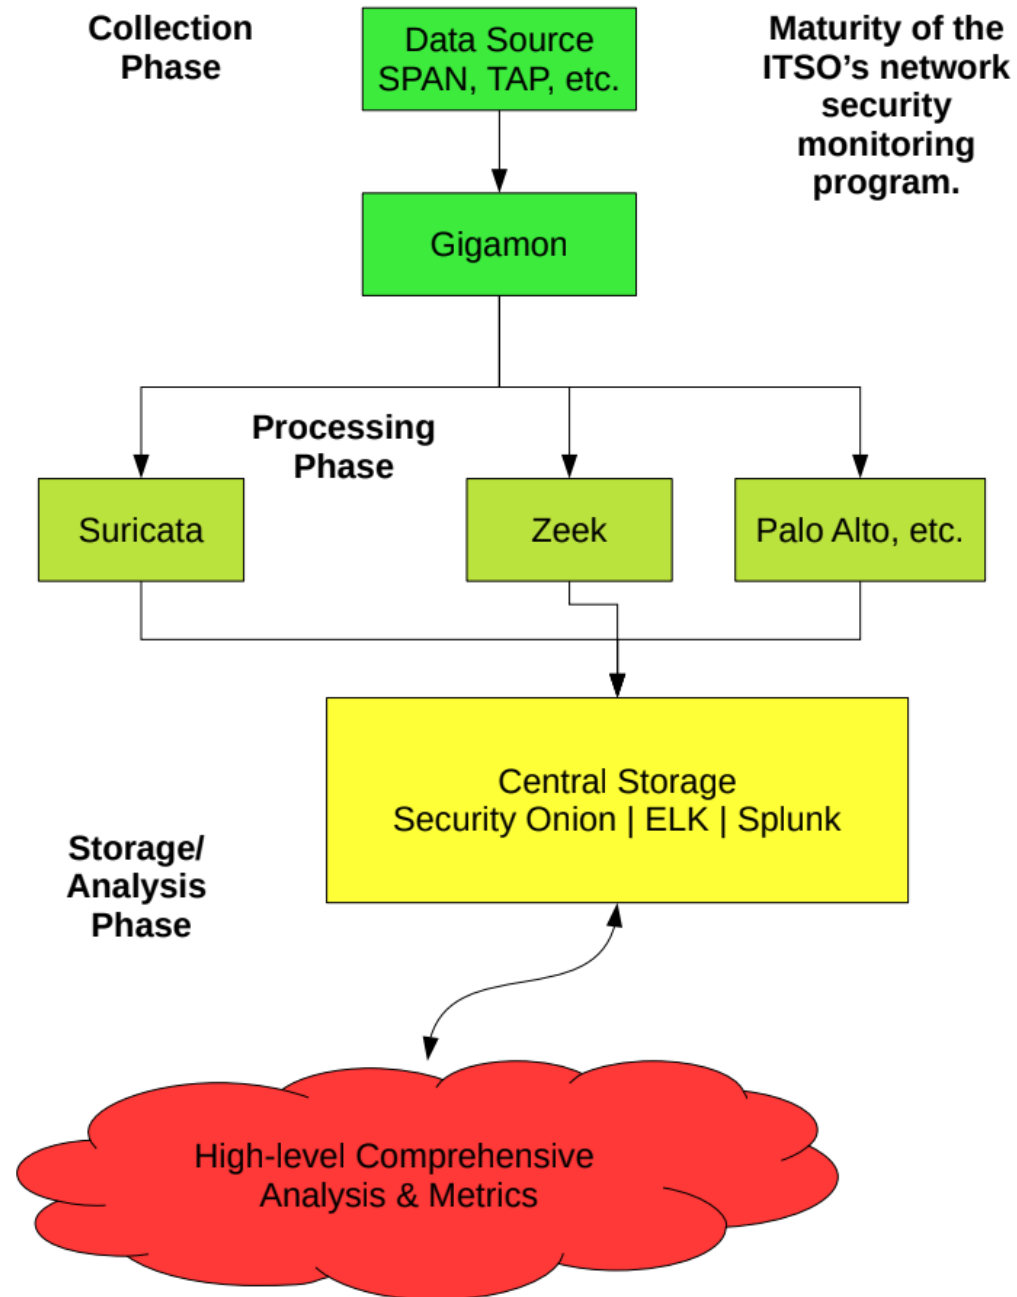 Collection
Phase
Data Source
SPAN, TAP, etc.
Maturity of the
ITSO’s network
security
monitoring
program.
Gigamon
Processing
Phase
Suricata
Zeek
Palo Alto, etc.
Central Storage
Security Onion | ELK | Splunk
Storage/
Analysis
Phase
High-level Comprehensive
Analysis & Metrics